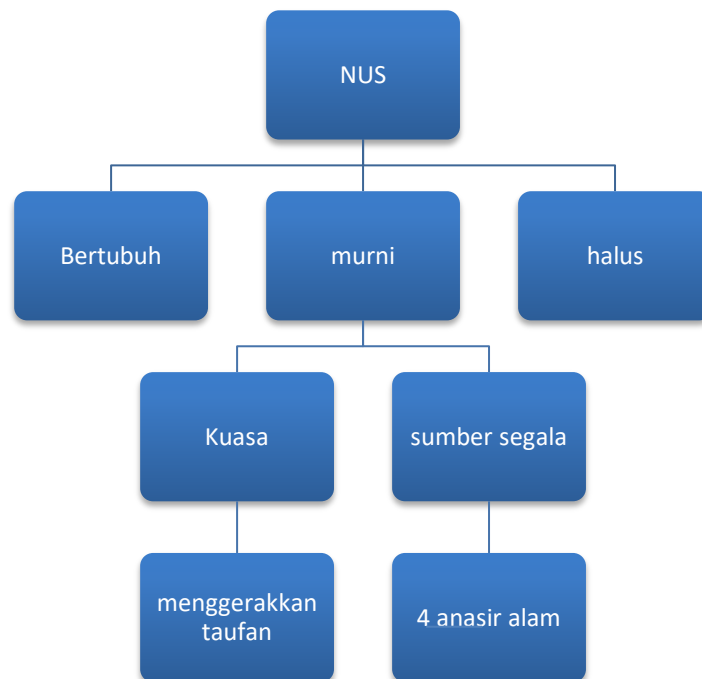 NUS
Bertubuh
murni
halus
Kuasa
sumber segala
menggerakkan
taufan
4 anasir alam